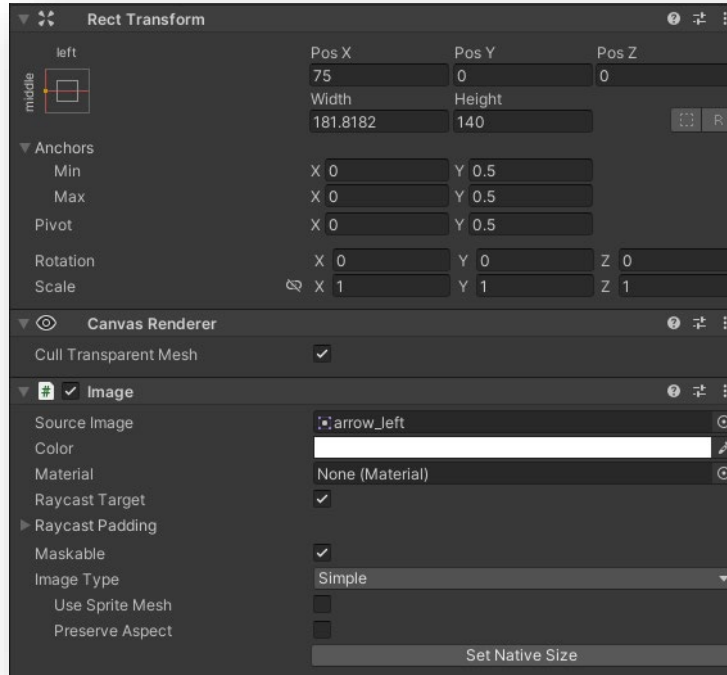 Rect Transform
left
middle
Pos X Pos Y Pos Z
75 0 0
Width Height
181.8182 140
R
Anchors
Min X 0 Y 0.5
Max X 0 Y 0.5
Pivot X 0 Y 0.5
Rotation X 0 Y 0 Z 0
Scale X 1 Y 1 Z 1
Canvas Renderer
Cull Transparent Mesh
# Image
Source Image arrow_left
Color
Material None (Material)
Raycast Target
Raycast Padding
Maskable
Image Type Simple
Use Sprite Mesh
Preserve Aspect
Set Native Size